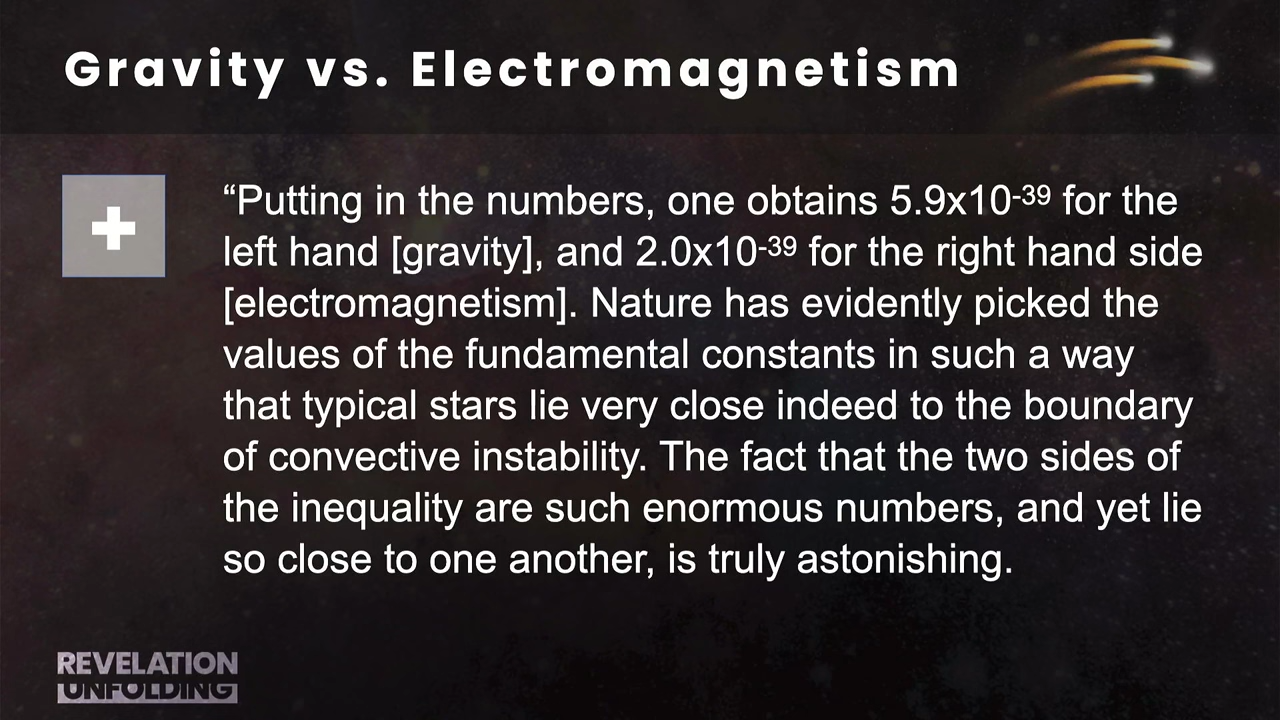 Gravity vs. Electromagnetism
“Putting in the numbers, one obtains 5.9x10⁻³⁹ for the
left hand [gravity], and 2.0x10⁻³⁹ for the right hand side
[electromagnetism]. Nature has evidently picked the
values of the fundamental constants in such a way
that typical stars lie very close indeed to the boundary
of convective instability. The fact that the two sides of
the inequality are such enormous numbers, and yet lie
so close to one another, is truly astonishing.
REVELATION
UNFOLDING